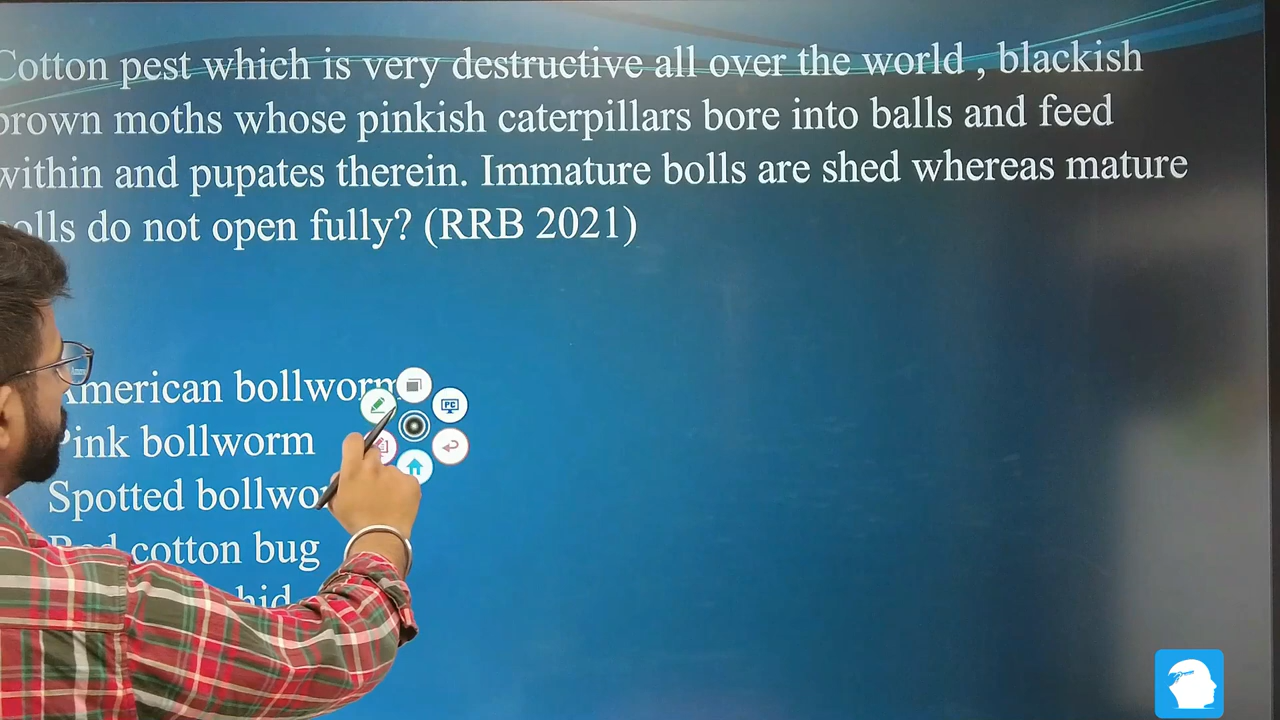 Cotton pest which is very destructive all over the world , blackish
brown moths whose pinkish caterpillars bore into balls and feed
within and pupates therein. Immature bolls are shed whereas mature
bolls do not open fully? (RRB 2021)
American bollworm
PC
Pink bollworm
Spotted bollwo
Red cotton bug